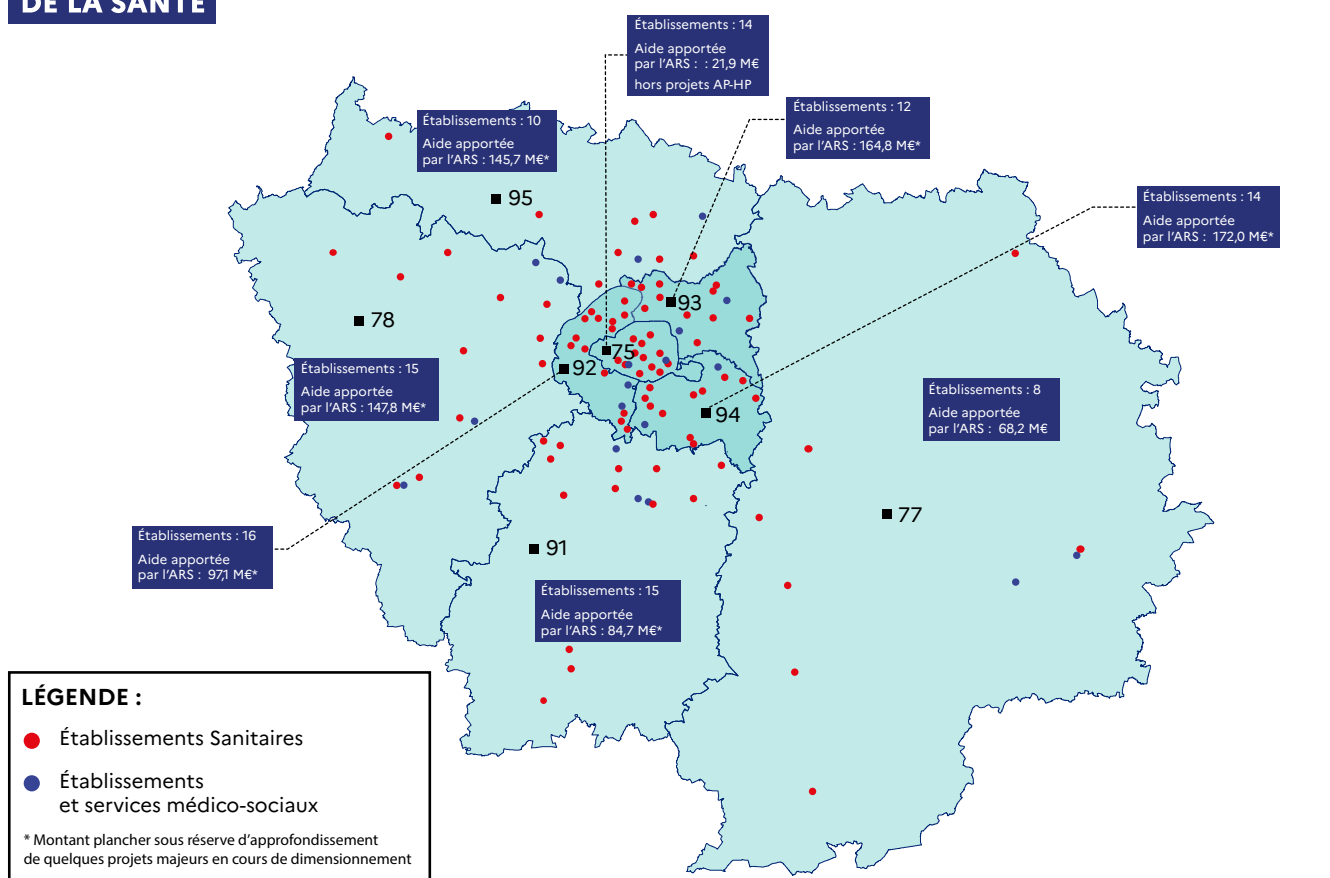 DE LA SANTÉ
Établissements : 14
Aide apportée
par l'ARS : : 21,9 M€
hors projets AP-HP
Établissements : 12
Aide apportée
par l'ARS : 164,8 M€*
Établissements : 10
Aide apportée
par l'ARS : 145,7 M€*
Établissements : 14
Aide apportée
par l'ARS : 172,0 M€*
95
93
78
75
92
94
Établissements : 15
Aide apportée
par l'ARS : 147,8 M€*
Établissements : 8
Aide apportée
par l'ARS : 68,2 M€
77
91
Établissements : 16
Aide apportée
par l'ARS : 97,1 M€*
Établissements : 15
Aide apportée
par l'ARS : 84,7 M€*
LÉGENDE :
Établissements Sanitaires
Établissements
et services médico-sociaux
* Montant plancher sous réserve d'approfondissement
de quelques projets majeurs en cours de dimensionnement